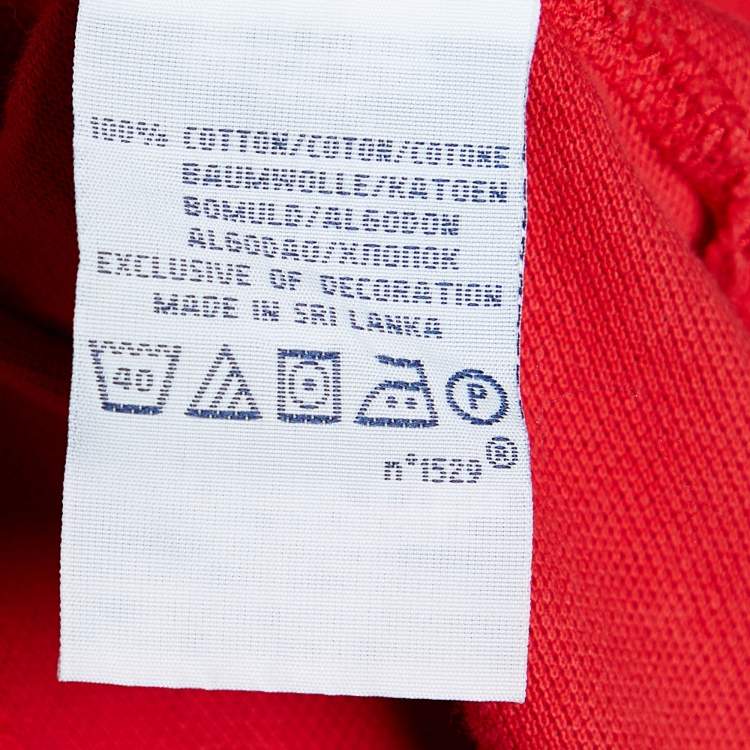 100% COTTON/COTON/COTONE
BAUMWOLLE/KATOEN
BOMULD/ALGODON
ALGODAO/ХЛОПОК
EXCLUSIVE OF DECORATION
MADE IN SRI LANKA
40 P
n°1529®